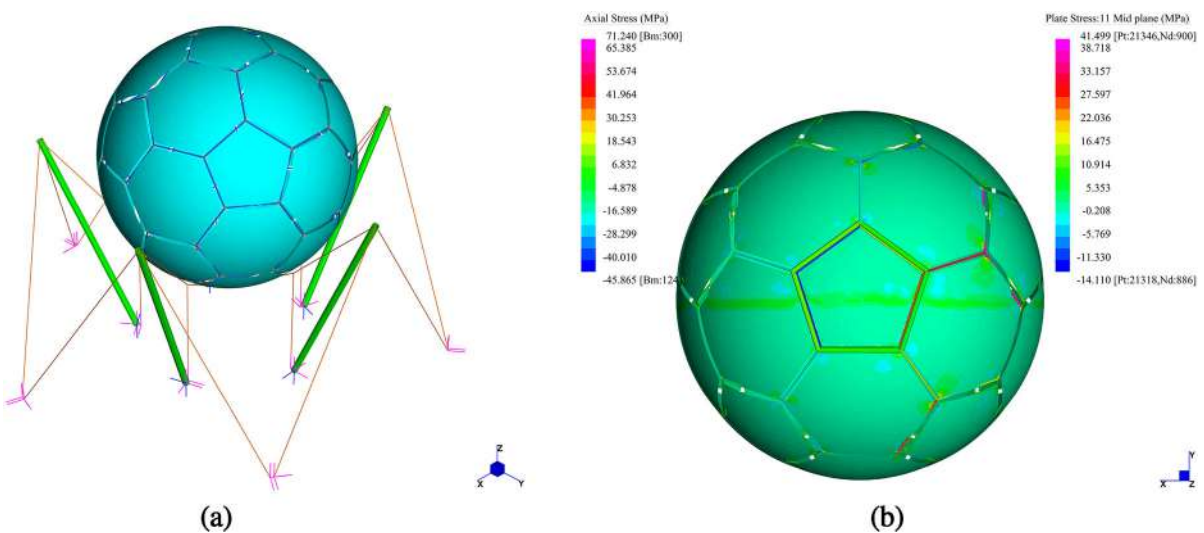 Axial Stress (MPa)
71.240 [Bm:300]
65.385
53.674
41.964
30.253
18.543
6.832
-4.878
-16.589
-28.299
-40.010
-45.865 [Bm:124
Z
X
Y
(a)
Plate Stress:11 Mid plane (MPa)
41.499 [Pt:21346,Nd:900]
38.718
33.157
27.597
22.036
16.475
10.914
5.353
-0.208
-5.769
-11.330
-14.110 [Pt:21318,Nd:886]
Y
X
Z
(b)